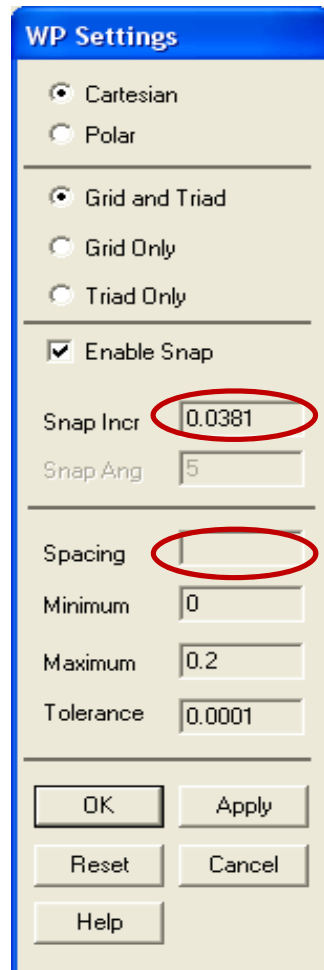 WP Settings
Cartesian
Polar
Grid and Triad
Grid Only
Triad Only
Enable Snap
Snap Incr 0.0381
Snap Ang 5
Spacing
Minimum 0
Maximum 0.2
Tolerance 0.0001
OK Apply
Reset Cancel
Help